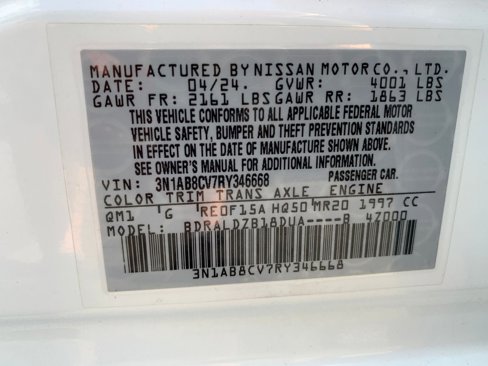 MANUFACTURED BY NISSAN MOTOR CO., LTD.
DATE: 04/24. GVWR: 4001 LBS
GAWR FR: 2161 LBS GAWR RR: 1863 LBS
THIS VEHICLE CONFORMS TO ALL APPLICABLE FEDERAL MOTOR
VEHICLE SAFETY, BUMPER AND THEFT PREVENTION STANDARDS
IN EFFECT ON THE DATE OF MANUFACTURE SHOWN ABOVE.
SEE OWNER'S MANUAL FOR ADDITIONAL INFORMATION.
VIN: 3N1AB8CV7RY346668 PASSENGER CAR.
COLOR TRIM TRANS AXLE ENGINE
QM1 G RE0F15A HQ50 MR20 1997 CC
MODEL: BDRALDZB18DUA----B 47000
3N1AB8CV7RY346668